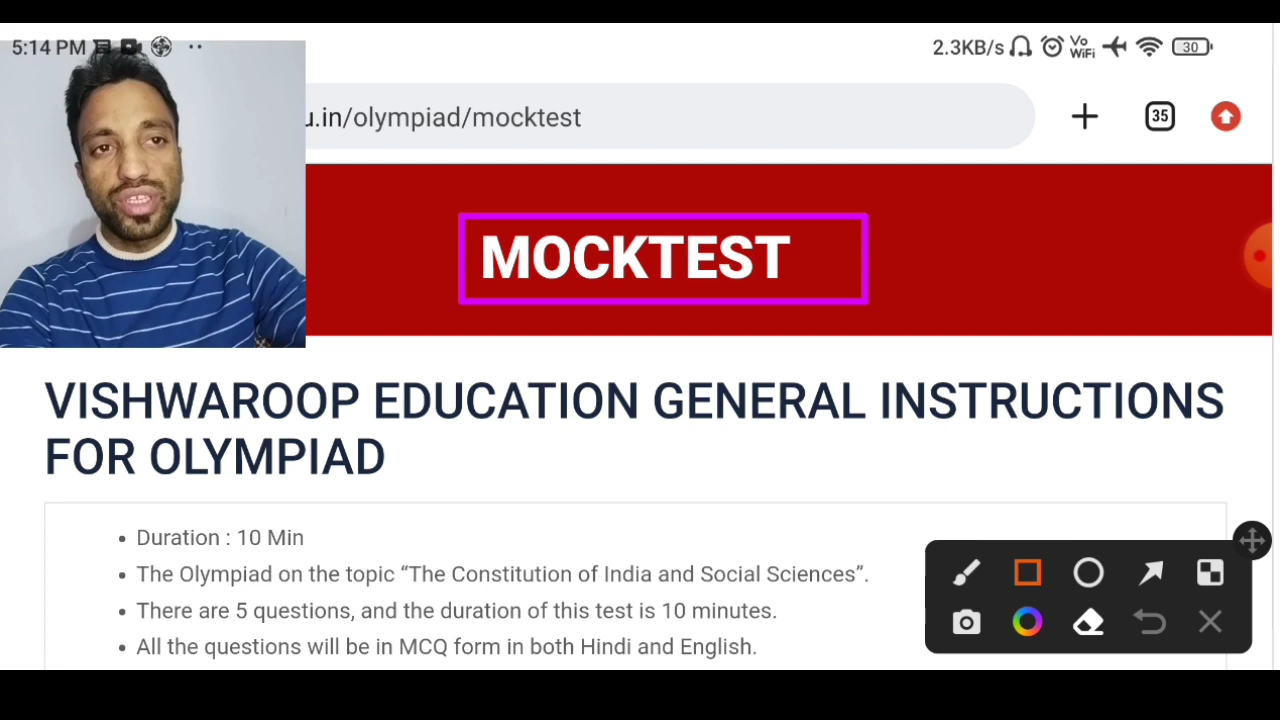 5:14 PM
2.3KB/s Vo WiFi 30
u.in/olympiad/mocktest
35
MOCKTEST
VISHWAROOP EDUCATION GENERAL INSTRUCTIONS
FOR OLYMPIAD
• Duration : 10 Min
• The Olympiad on the topic “The Constitution of India and Social Sciences”.
• There are 5 questions, and the duration of this test is 10 minutes.
• All the questions will be in MCQ form in both Hindi and English.